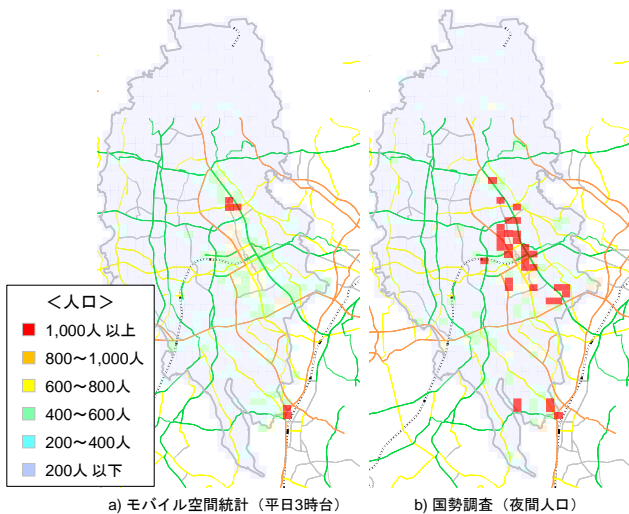 ＜人口＞
1,000人 以上
800～1,000人
600～800人
400～600人
200～400人
200人 以下
a) モバイル空間統計（平日3時台）
b) 国勢調査（夜間人口）